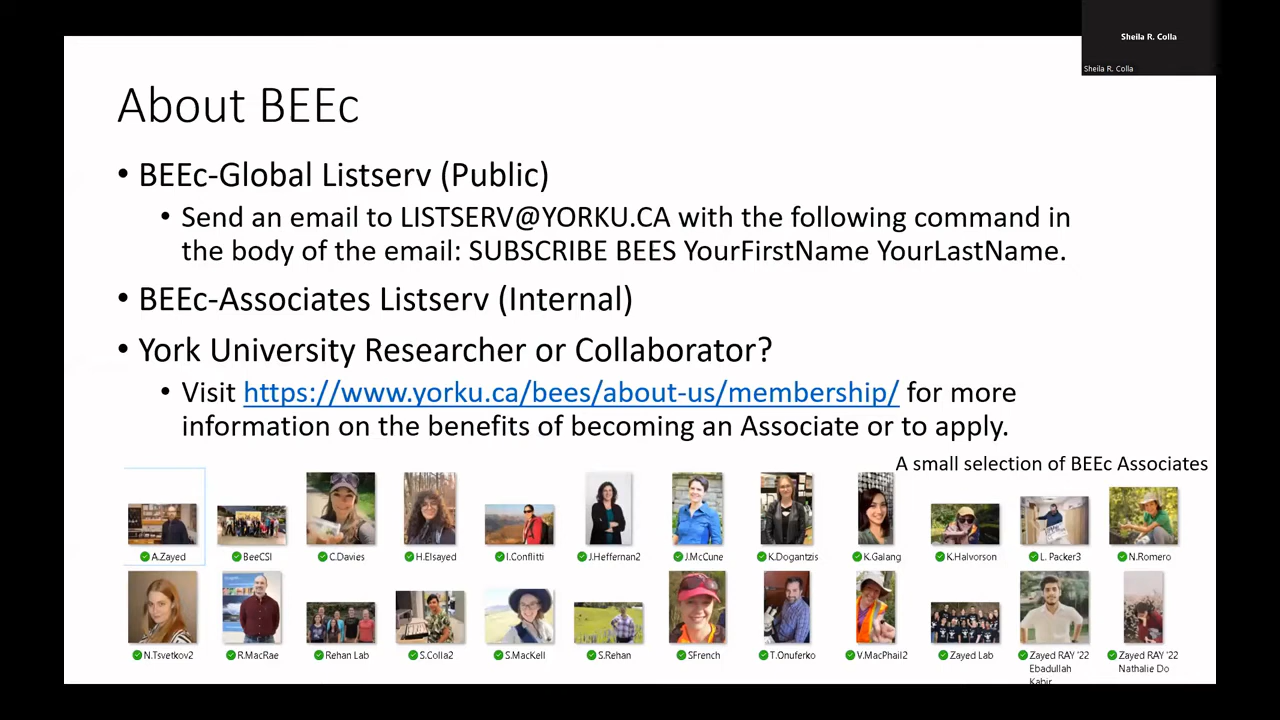 Sheila R. Colla
Sheila R. Colla
About BEEc
• BEEc-Global Listserv (Public)
• Send an email to LISTSERV@YORKU.CA with the following command in
the body of the email: SUBSCRIBE BEES YourFirstName YourLastName.
• BEEc-Associates Listserv (Internal)
• York University Researcher or Collaborator?
• Visit https://www.yorku.ca/bees/about-us/membership/ for more
information on the benefits of becoming an Associate or to apply.
A small selection of BEEc Associates
A.Zayed BeeCSI C.Davies H.Elsayed I.Conflitti J.Heffernan2 J.McCune K.Dogantzis K.Galang K.Halvorson L. Packer3 N.Romero
N.Tsvetkov2 R.MacRae Rehan Lab S.Colla2 S.MacKell S.Rehan SFrench T.Onuferko V.MacPhail2 Zayed Lab Zayed RAY '22 Zayed RAY '22
Ebadullah Nathalie Do
Kabir